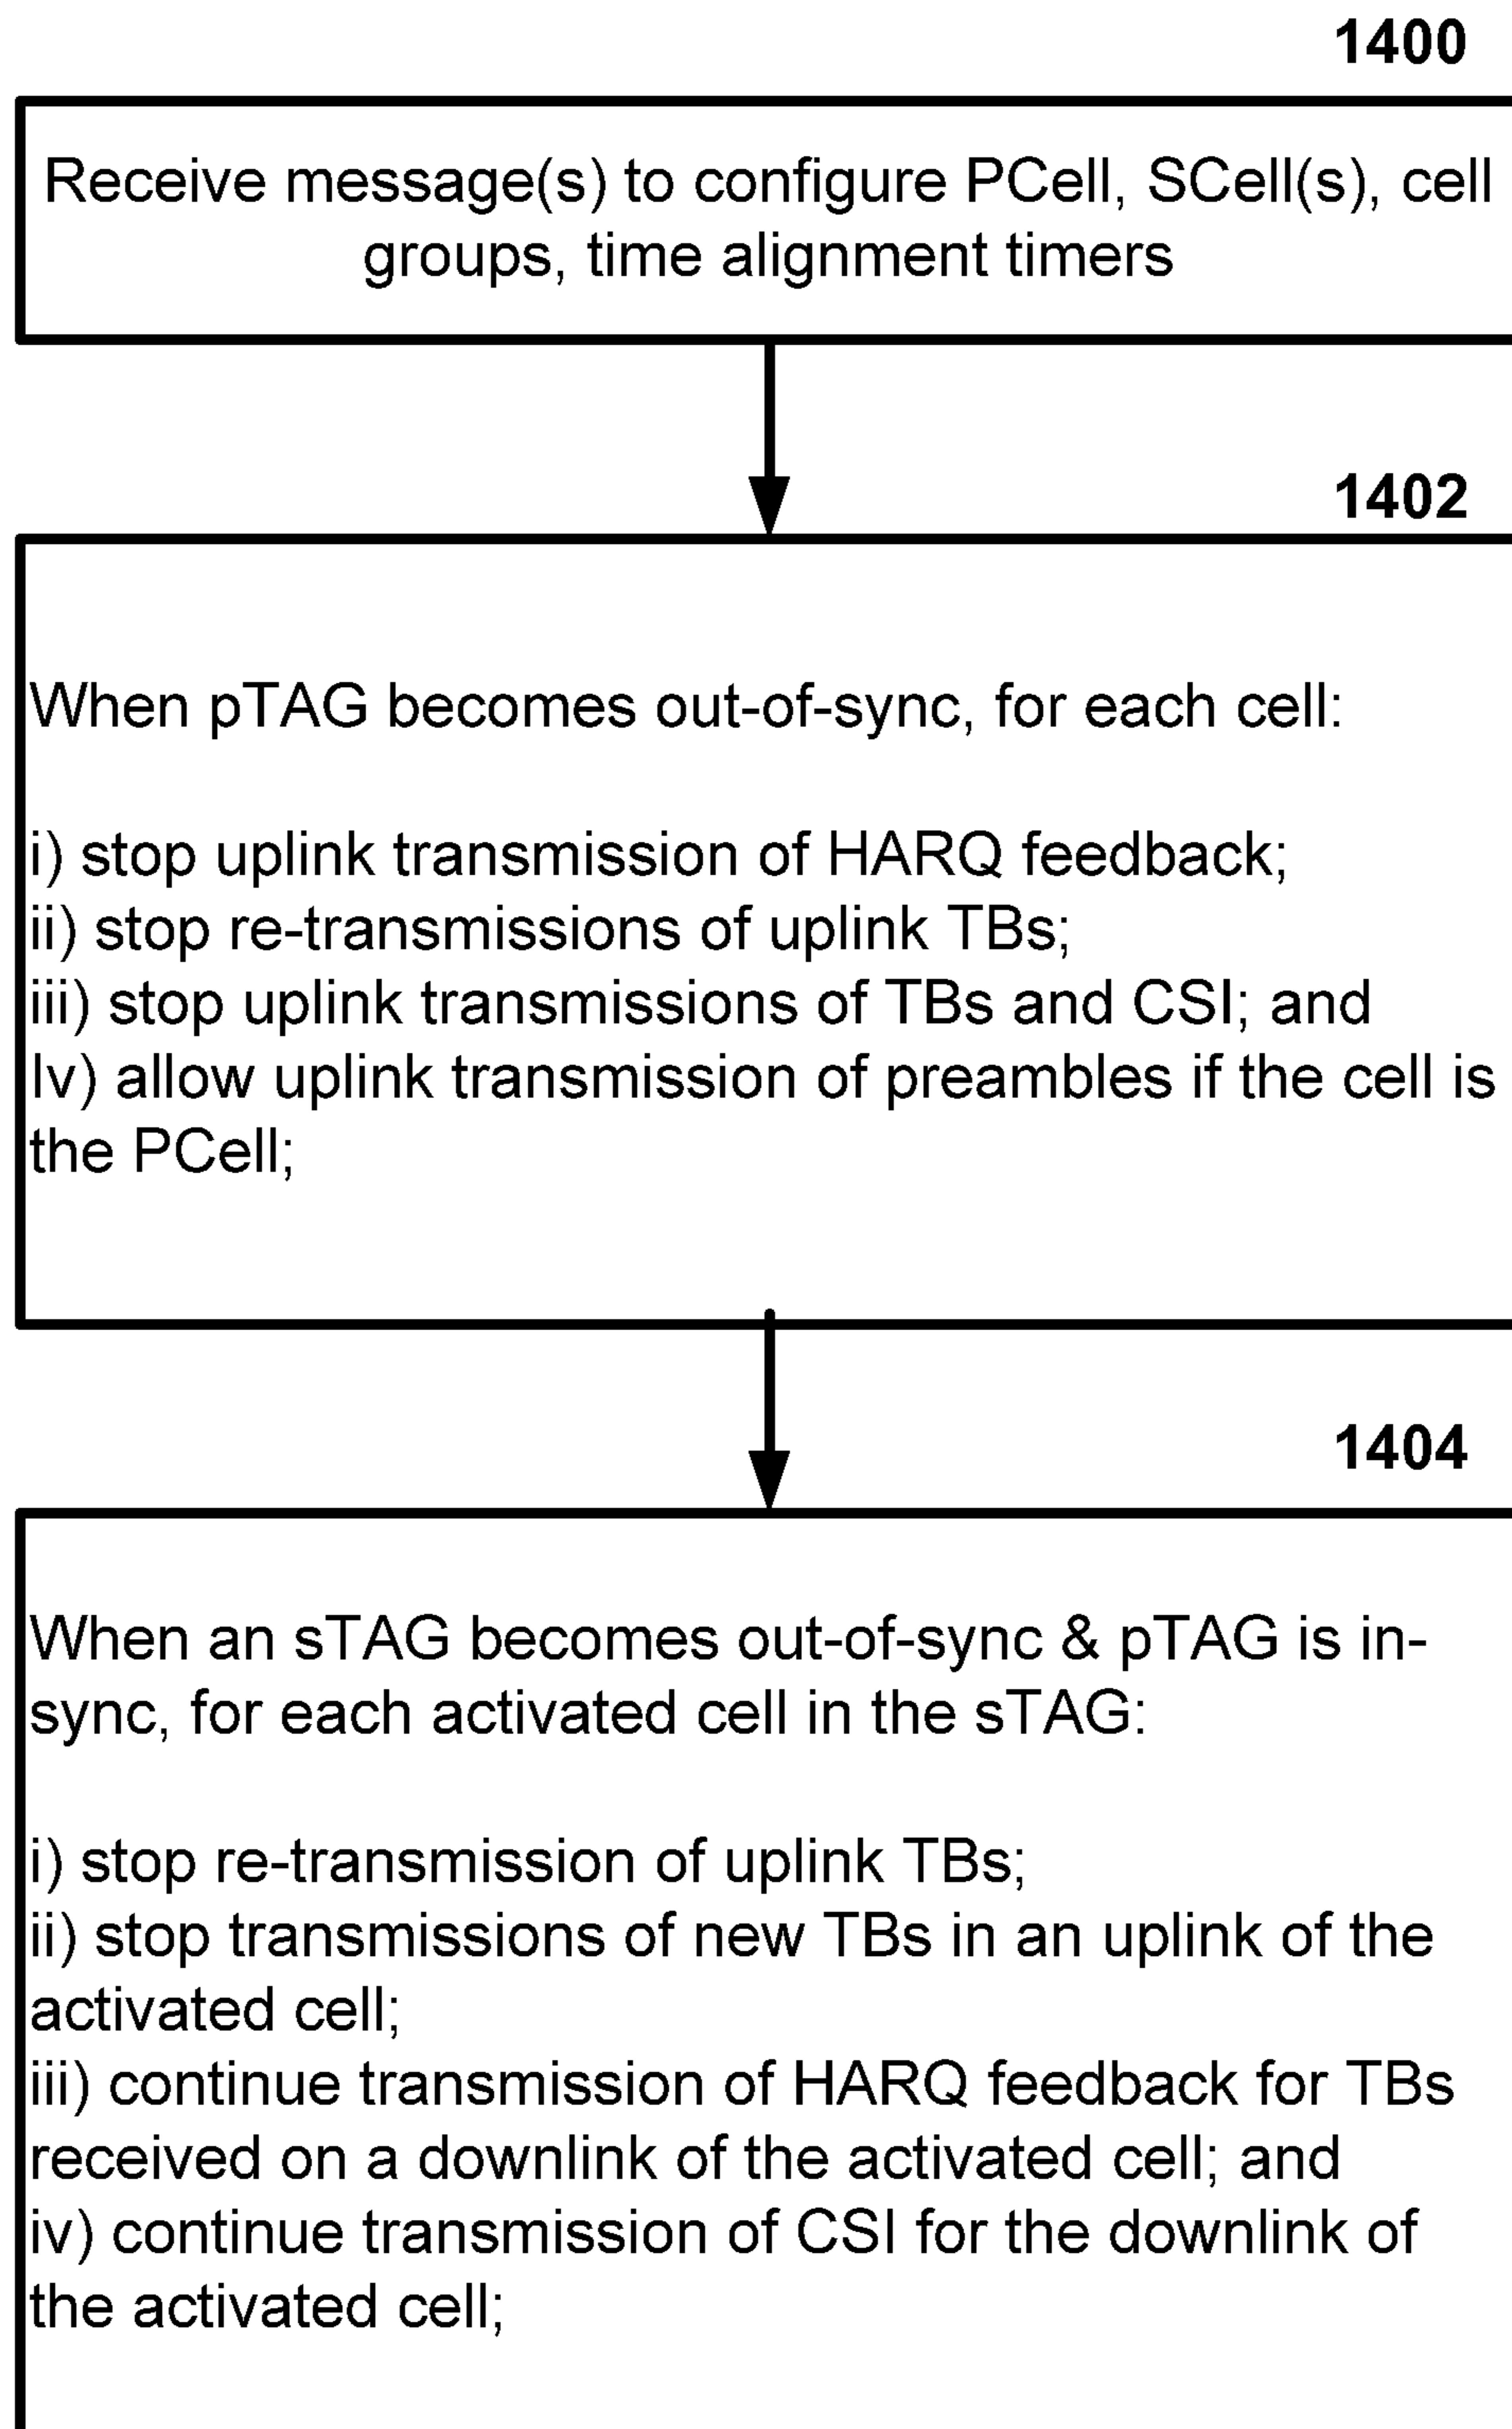 1400
Receive message(s) to configure PCell, SCell(s), cell
groups, time alignment timers
1402
When pTAG becomes out-of-sync, for each cell:
i) stop uplink transmission of HARQ feedback;
ii) stop re-transmissions of uplink TBs;
iii) stop uplink transmissions of TBs and CSI; and
Iv) allow uplink transmission of preambles if the cell is
the PCell;
1404
When an sTAG becomes out-of-sync & pTAG is in-
sync, for each activated cell in the sTAG:
i) stop re-transmission of uplink TBs;
ii) stop transmissions of new TBs in an uplink of the
activated cell;
iii) continue transmission of HARQ feedback for TBs
received on a downlink of the activated cell; and
iv) continue transmission of CSI for the downlink of
the activated cell;